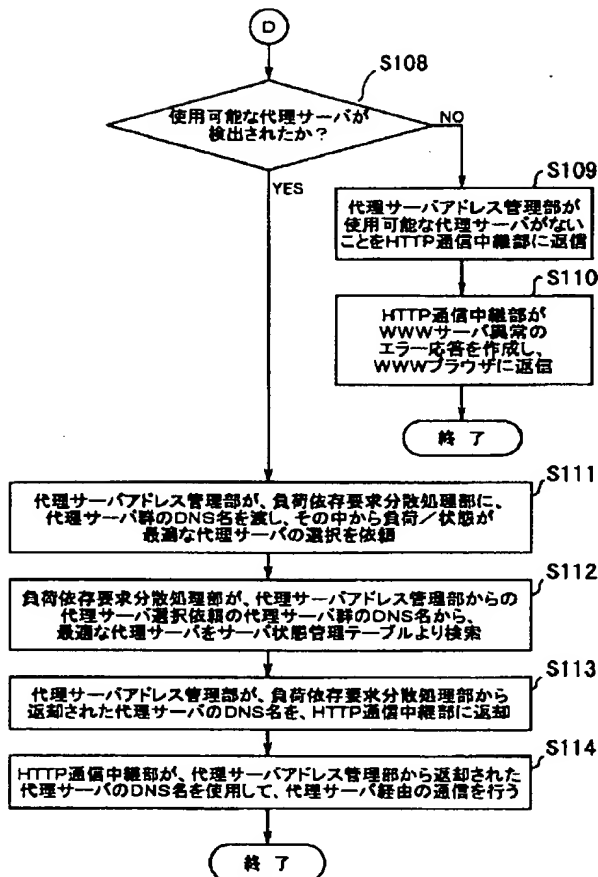 D
S108
使用可能な代理サーバが
検出されたか?
NO
YES
S109
代理サーバアドレス管理部が
使用可能な代理サーバがない
ことをHTTP通信中継部に返信
S110
HTTP通信中継部が
WWWサーバ異常の
エラー応答を作成し、
WWWブラウザに返信
終了
S111
代理サーバアドレス管理部が、負荷依存要求分散処理部に、
代理サーバ群のDNS名を渡し、その中から負荷/状態が
最適な代理サーバの選択を依頼
S112
負荷依存要求分散処理部が、代理サーバアドレス管理部からの
代理サーバ選択依頼の代理サーバ群のDNS名から、
最適な代理サーバをサーバ状態管理テーブルより検索
S113
代理サーバアドレス管理部が、負荷依存要求分散処理部から
返却された代理サーバのDNS名を、HTTP通信中継部に返却
S114
HTTP通信中継部が、代理サーバアドレス管理部から返却された
代理サーバのDNS名を使用して、代理サーバ経由の通信を行う
終了